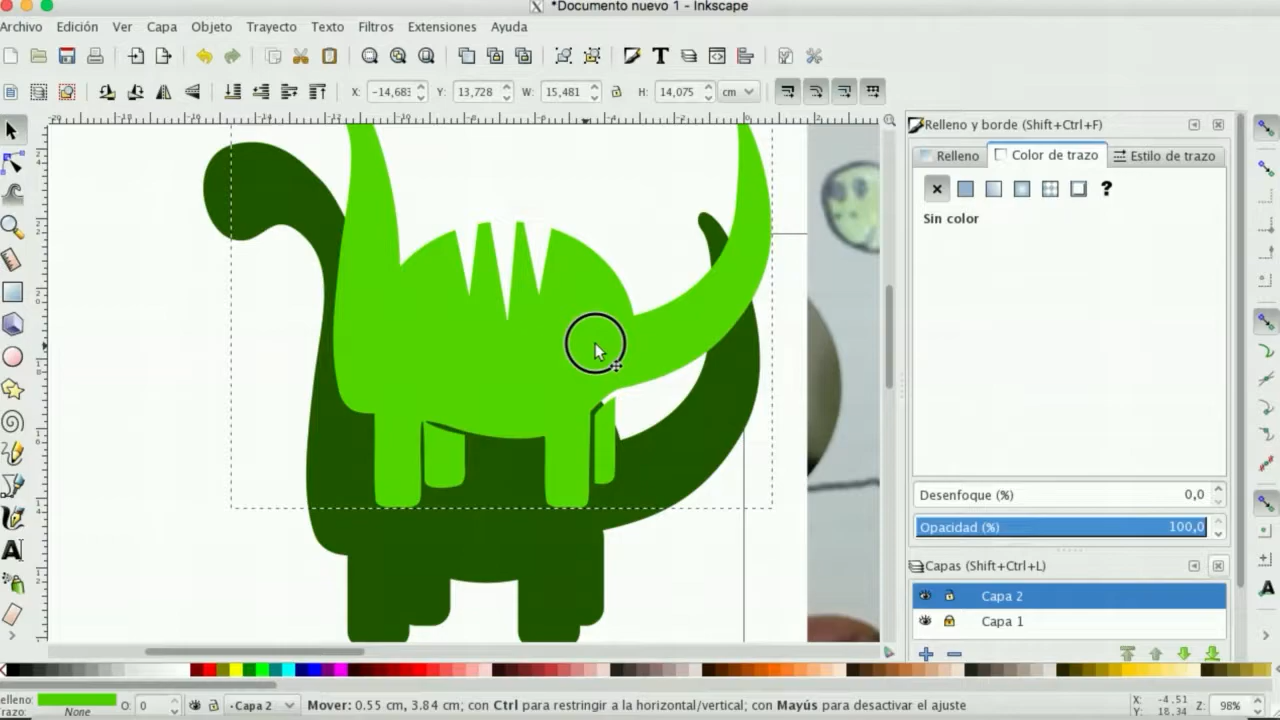 *Documento nuevo 1 - Inkscape
Archivo Edición Ver Capa Objeto Trayecto Texto Filtros Extensiones Ayuda
X: -14,683 Y: 13,728 W: 15,481 H: 14,075 cm
Relleno y borde (Shift+Ctrl+F)
Relleno Color de trazo Estilo de trazo
Sin color
Desenfoque (%) 0,0
Opacidad (%) 100,0
Capas (Shift+Ctrl+L)
Capa 2
Capa 1
elleno: O: 0 Capa 2 Mover: 0.55 cm, 3.84 cm; con Ctrl para restringir a la horizontal/vertical; con Mayús para desactivar el ajuste X: -4,51 Z: 98%
razo: None Y: 18,34